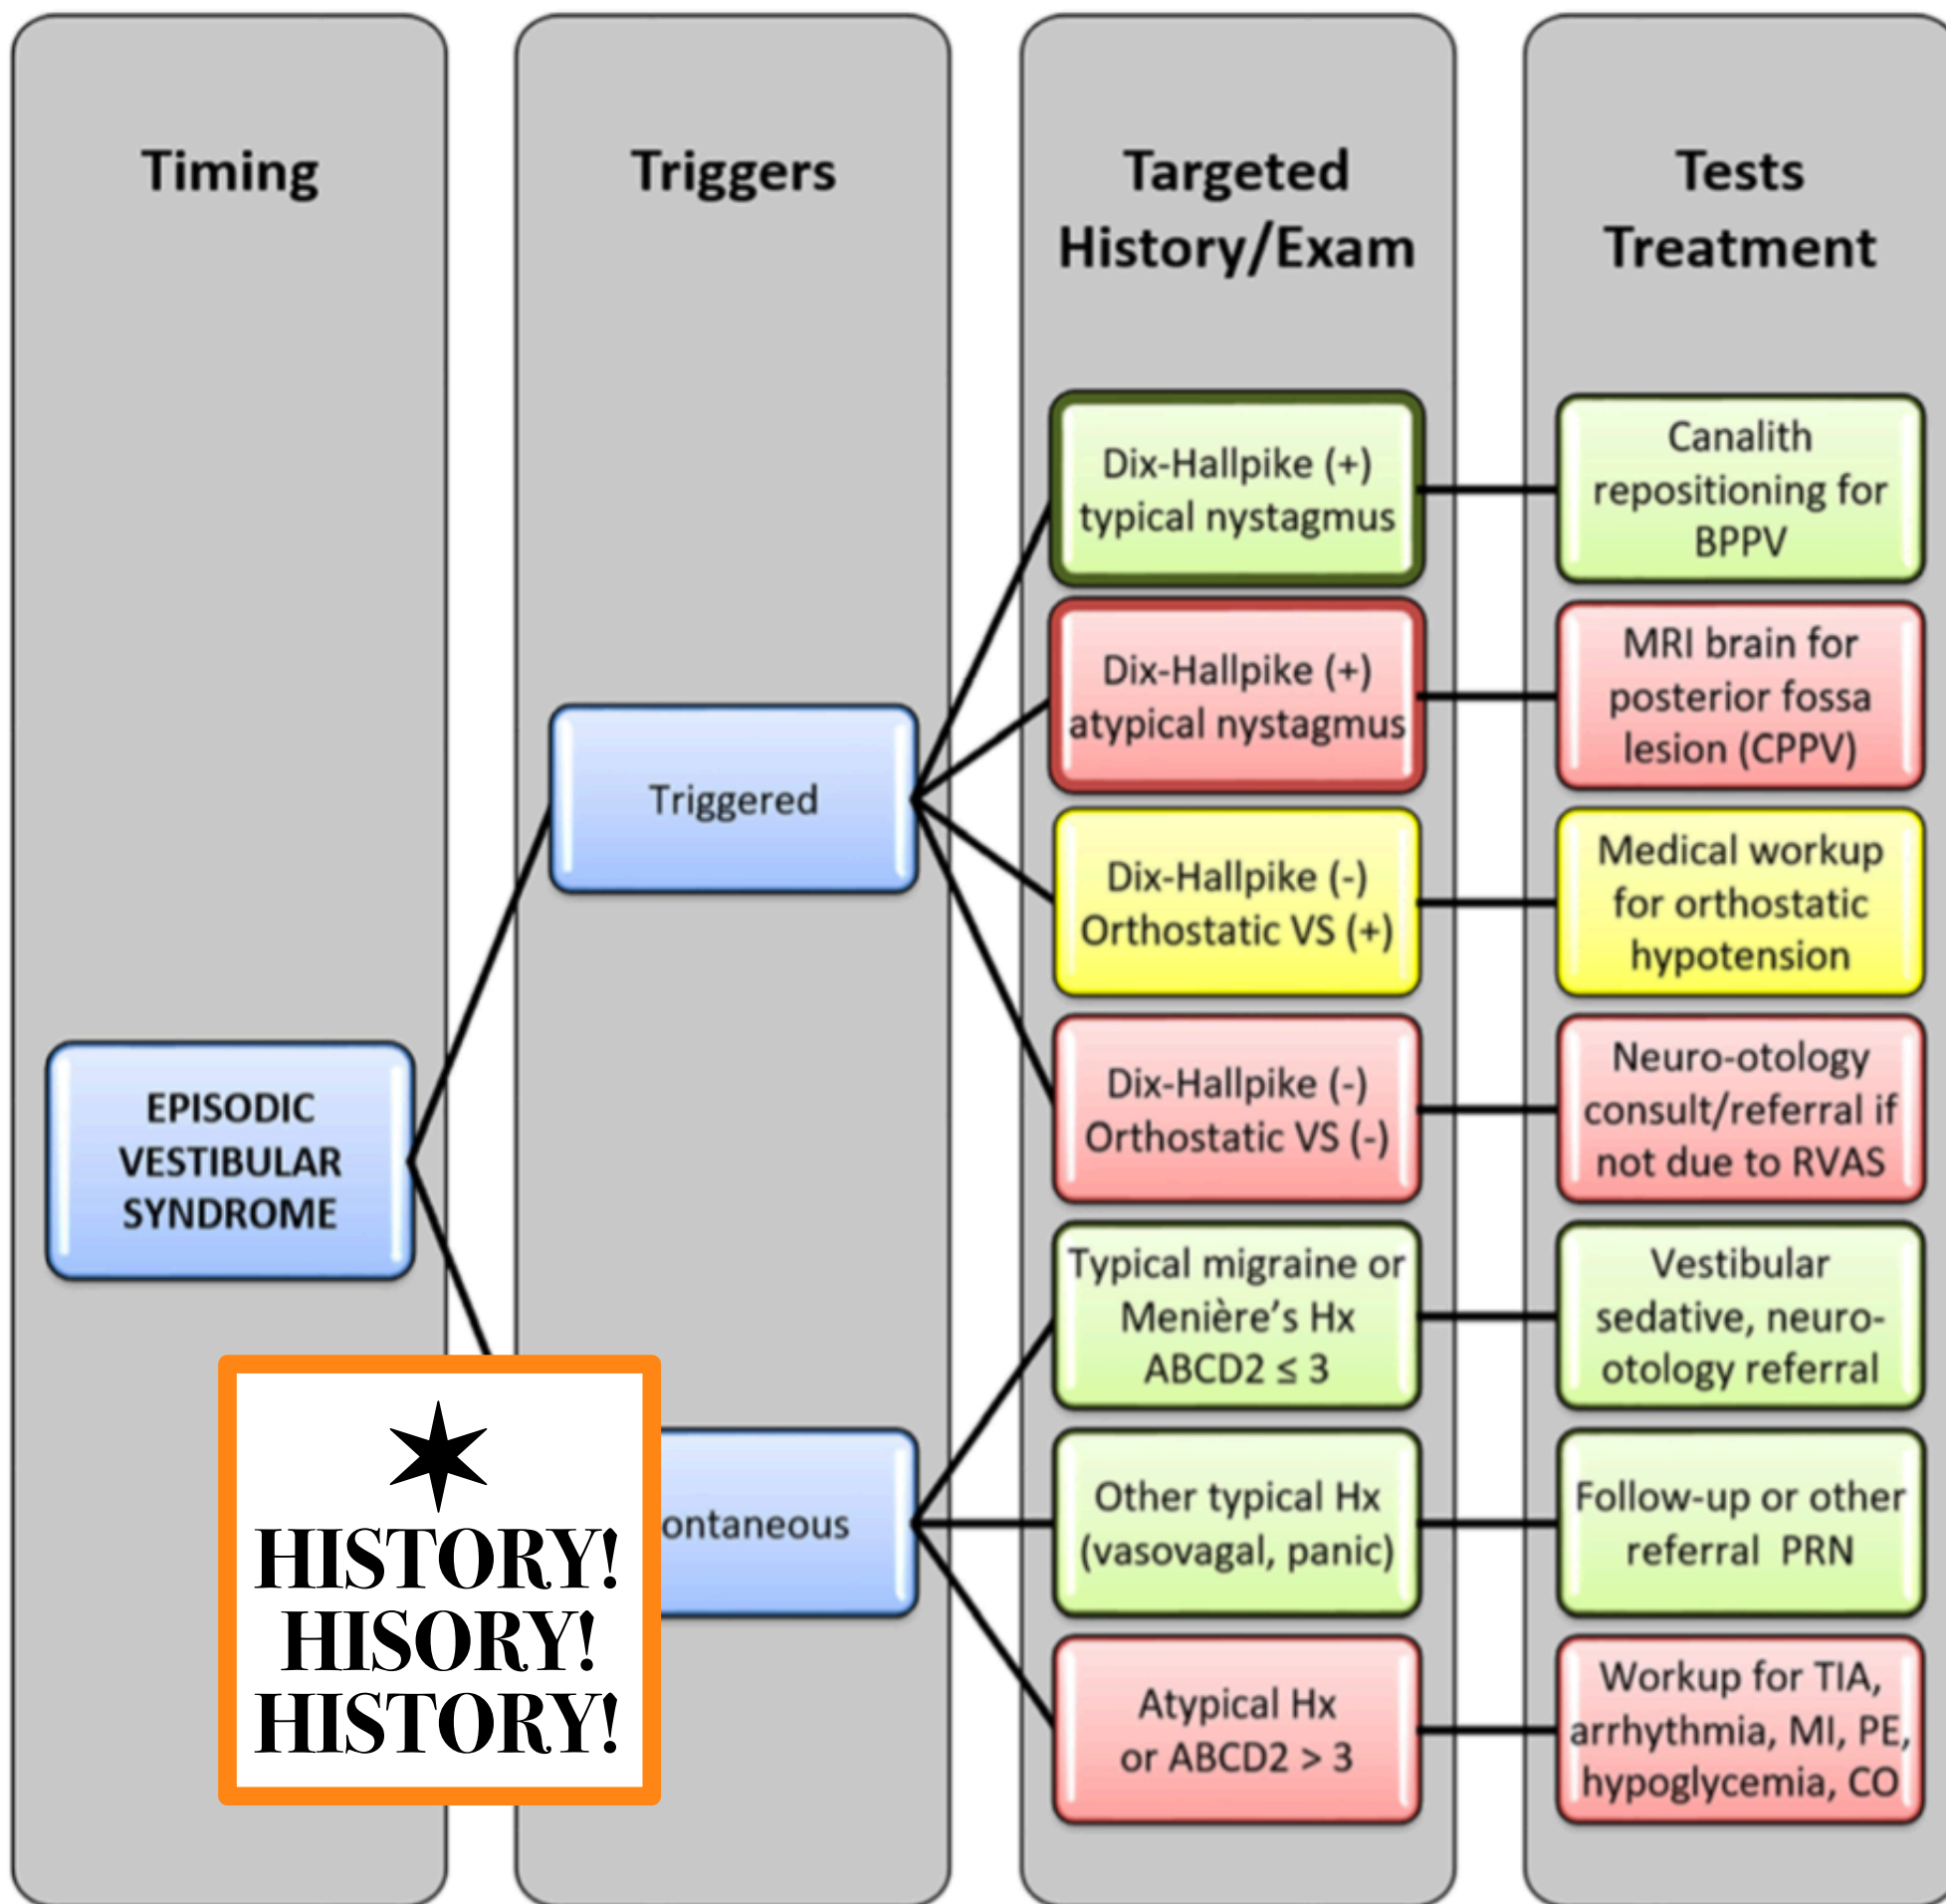 Timing
Triggers
Targeted
History/Exam
Tests
Treatment
EPISODIC
VESTIBULAR
SYNDROME
Triggered
ontaneous
Dix-Hallpike (+)
typical nystagmus
Dix-Hallpike (+)
atypical nystagmus
Dix-Hallpike (-)
Orthostatic VS (+)
Dix-Hallpike (-)
Orthostatic VS (-)
Typical migraine or
Menière’s Hx
ABCD2 ≤ 3
Other typical Hx
(vasovagal, panic)
Atypical Hx
or ABCD2 > 3
Canalith
repositioning for
BPPV
MRI brain for
posterior fossa
lesion (CPPV)
Medical workup
for orthostatic
hypotension
Neuro-otology
consult/referral if
not due to RVAS
Vestibular
sedative, neuro-
otology referral
Follow-up or other
referral PRN
Workup for TIA,
arrhythmia, MI, PE,
hypoglycemia, CO
HISTORY!
HISORY!
HISTORY!